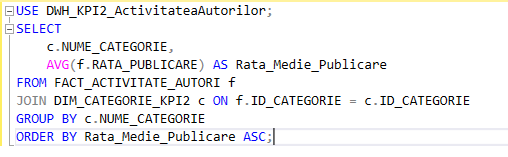 USE DWH_KPI2_ActivitateaAutorilor;
SELECT
c.NUME_CATEGORIE,
AVG(f.RATA_PUBLICARE) AS Rata_Medie_Publicare
FROM FACT_ACTIVITATE_AUTORI f
JOIN DIM_CATEGORIE_KPI2 c ON f.ID_CATEGORIE = c.ID_CATEGORIE
GROUP BY c.NUME_CATEGORIE
ORDER BY Rata_Medie_Publicare ASC;